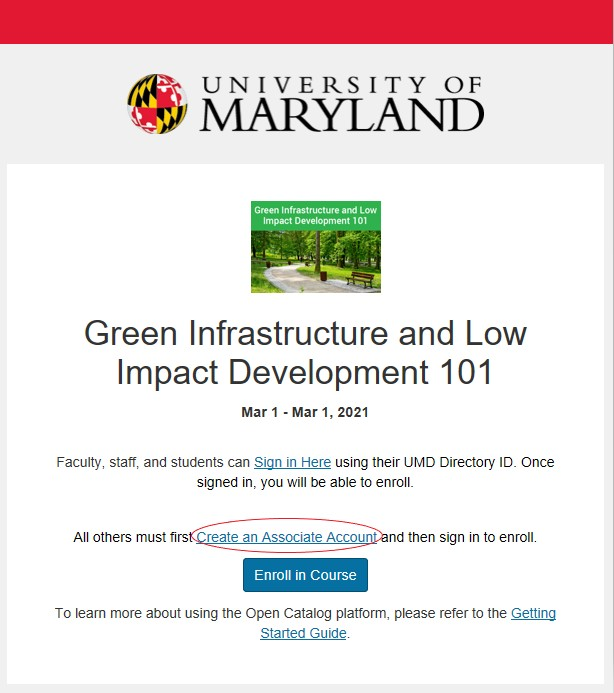 UNIVERSITY OF
MARYLAND
Green Infrastructure and Low
Impact Development 101
Green Infrastructure and Low
Impact Development 101
Mar 1 - Mar 1, 2021
Faculty, staff, and students can Sign in Here using their UMD Directory ID. Once
signed in, you will be able to enroll.
All others must first Create an Associate Account and then sign in to enroll.
Enroll in Course
To learn more about using the Open Catalog platform, please refer to the Getting
Started Guide.